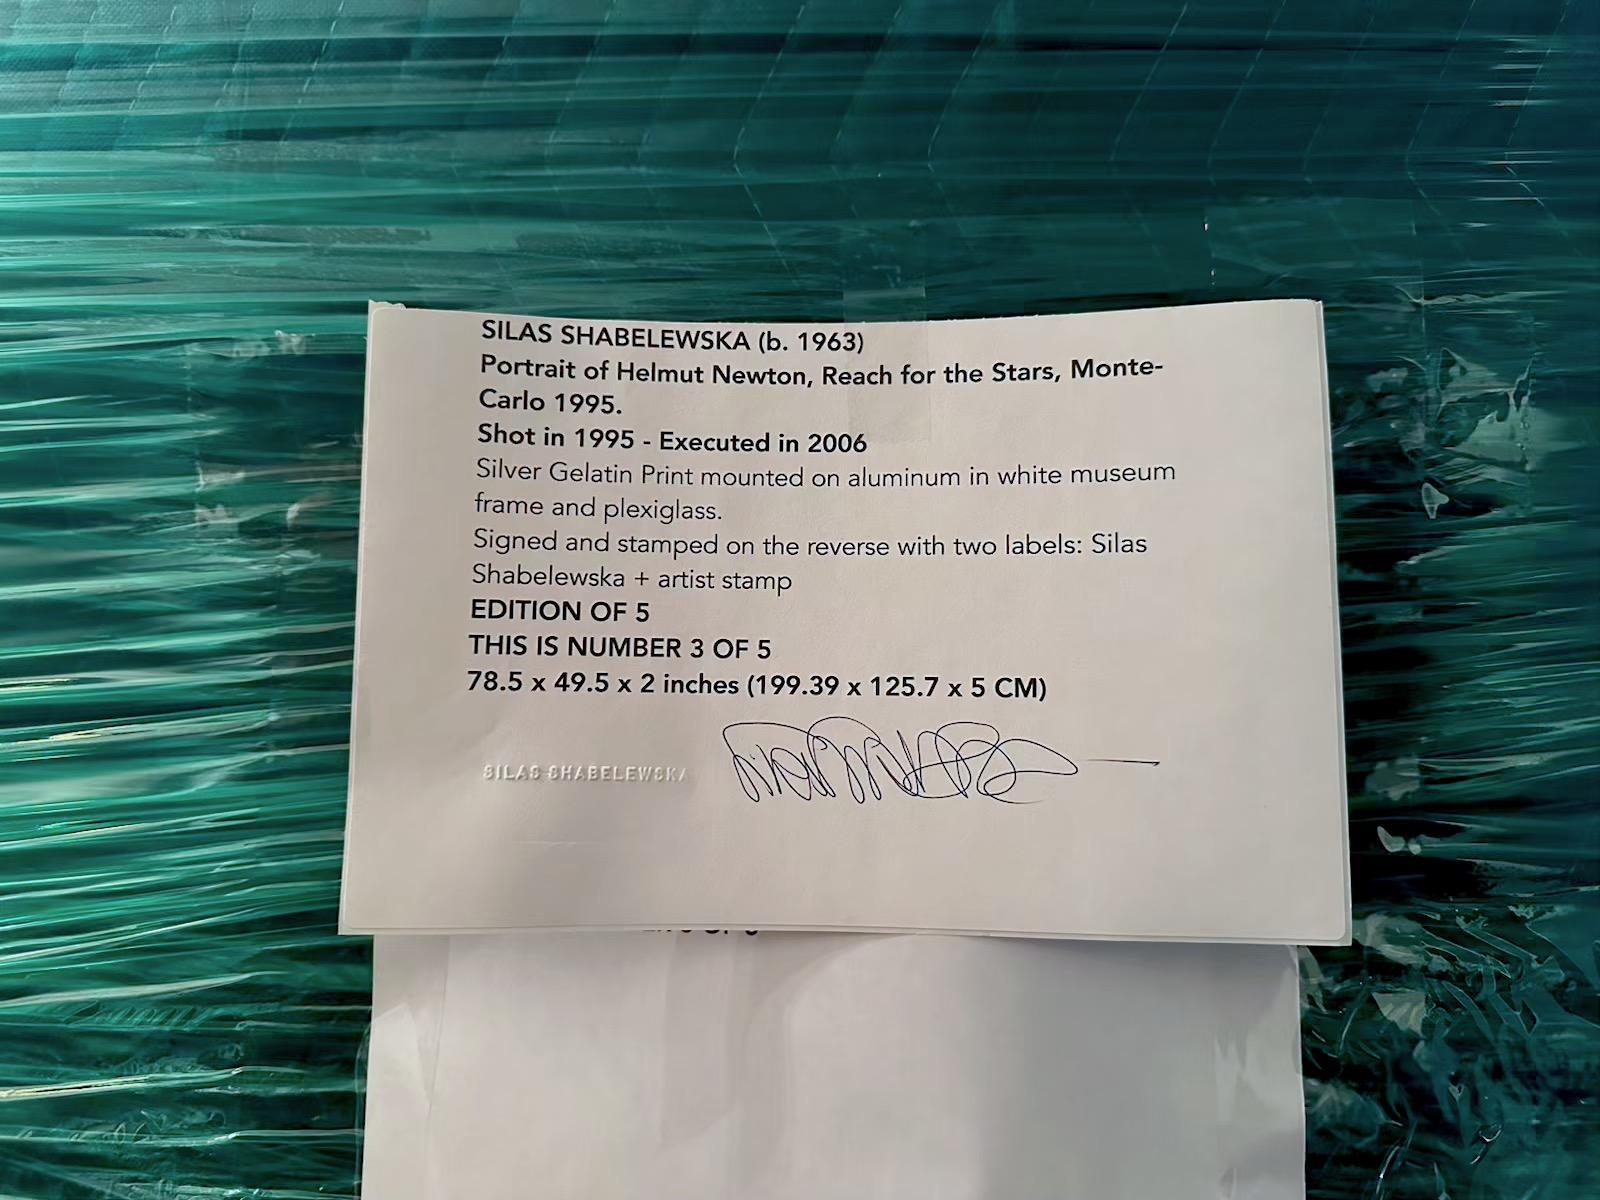 SILAS SHABELEWSKA (b. 1963)
Portrait of Helmut Newton, Reach for the Stars, Monte-
Carlo 1995.
Shot in 1995 - Executed in 2006
Silver Gelatin Print mounted on aluminum in white museum
frame and plexiglass.
Signed and stamped on the reverse with two labels: Silas
Shabelewska + artist stamp
EDITION OF 5
THIS IS NUMBER 3 OF 5
78.5 x 49.5 x 2 inches (199.39 x 125.7 x 5 CM)
SILAS SHABELEWSKA